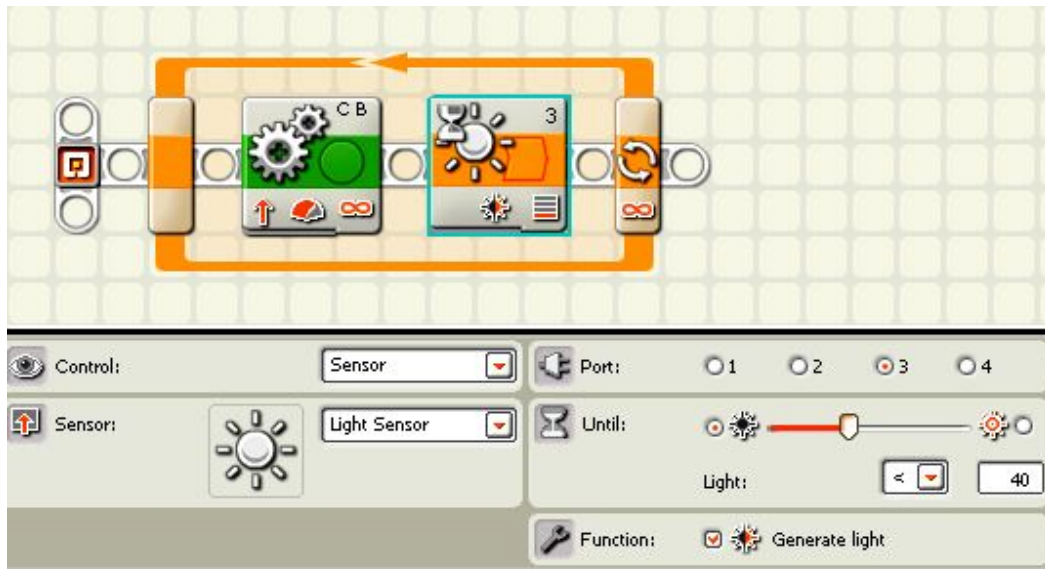 C B
3
Control:
Sensor
Port:
1
2
3
4
Sensor:
Light Sensor
Until:
Light:
<
40
Function:
Generate light